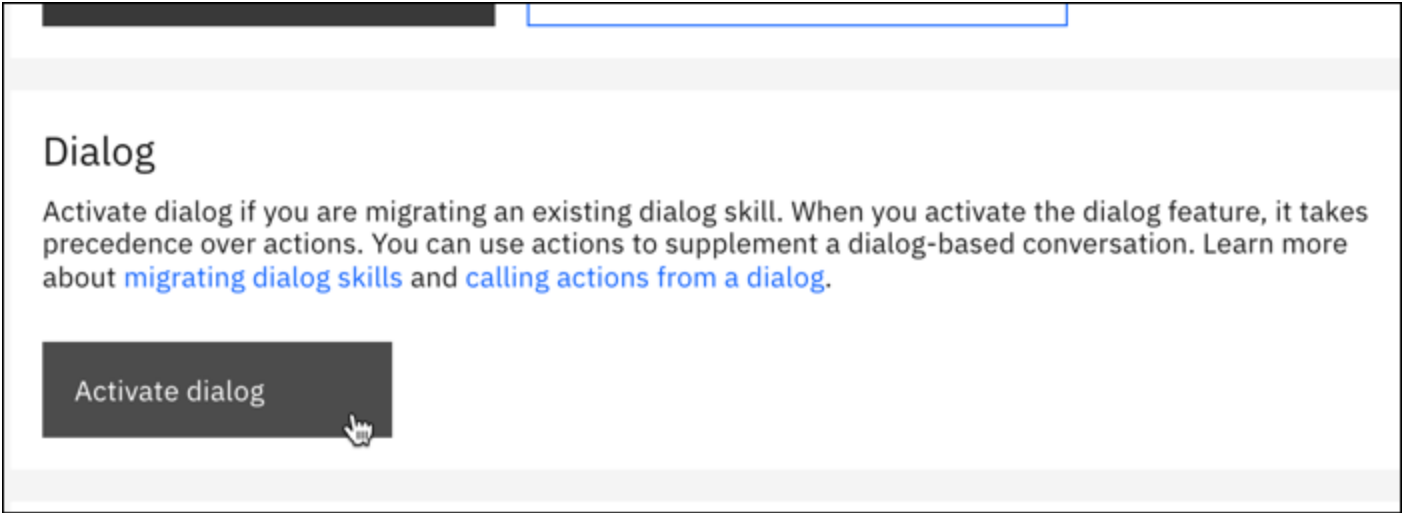 Dialog
Activate dialog if you are migrating an existing dialog skill. When you activate the dialog feature, it takes
precedence over actions. You can use actions to supplement a dialog-based conversation. Learn more
about migrating dialog skills and calling actions from a dialog.
Activate dialog